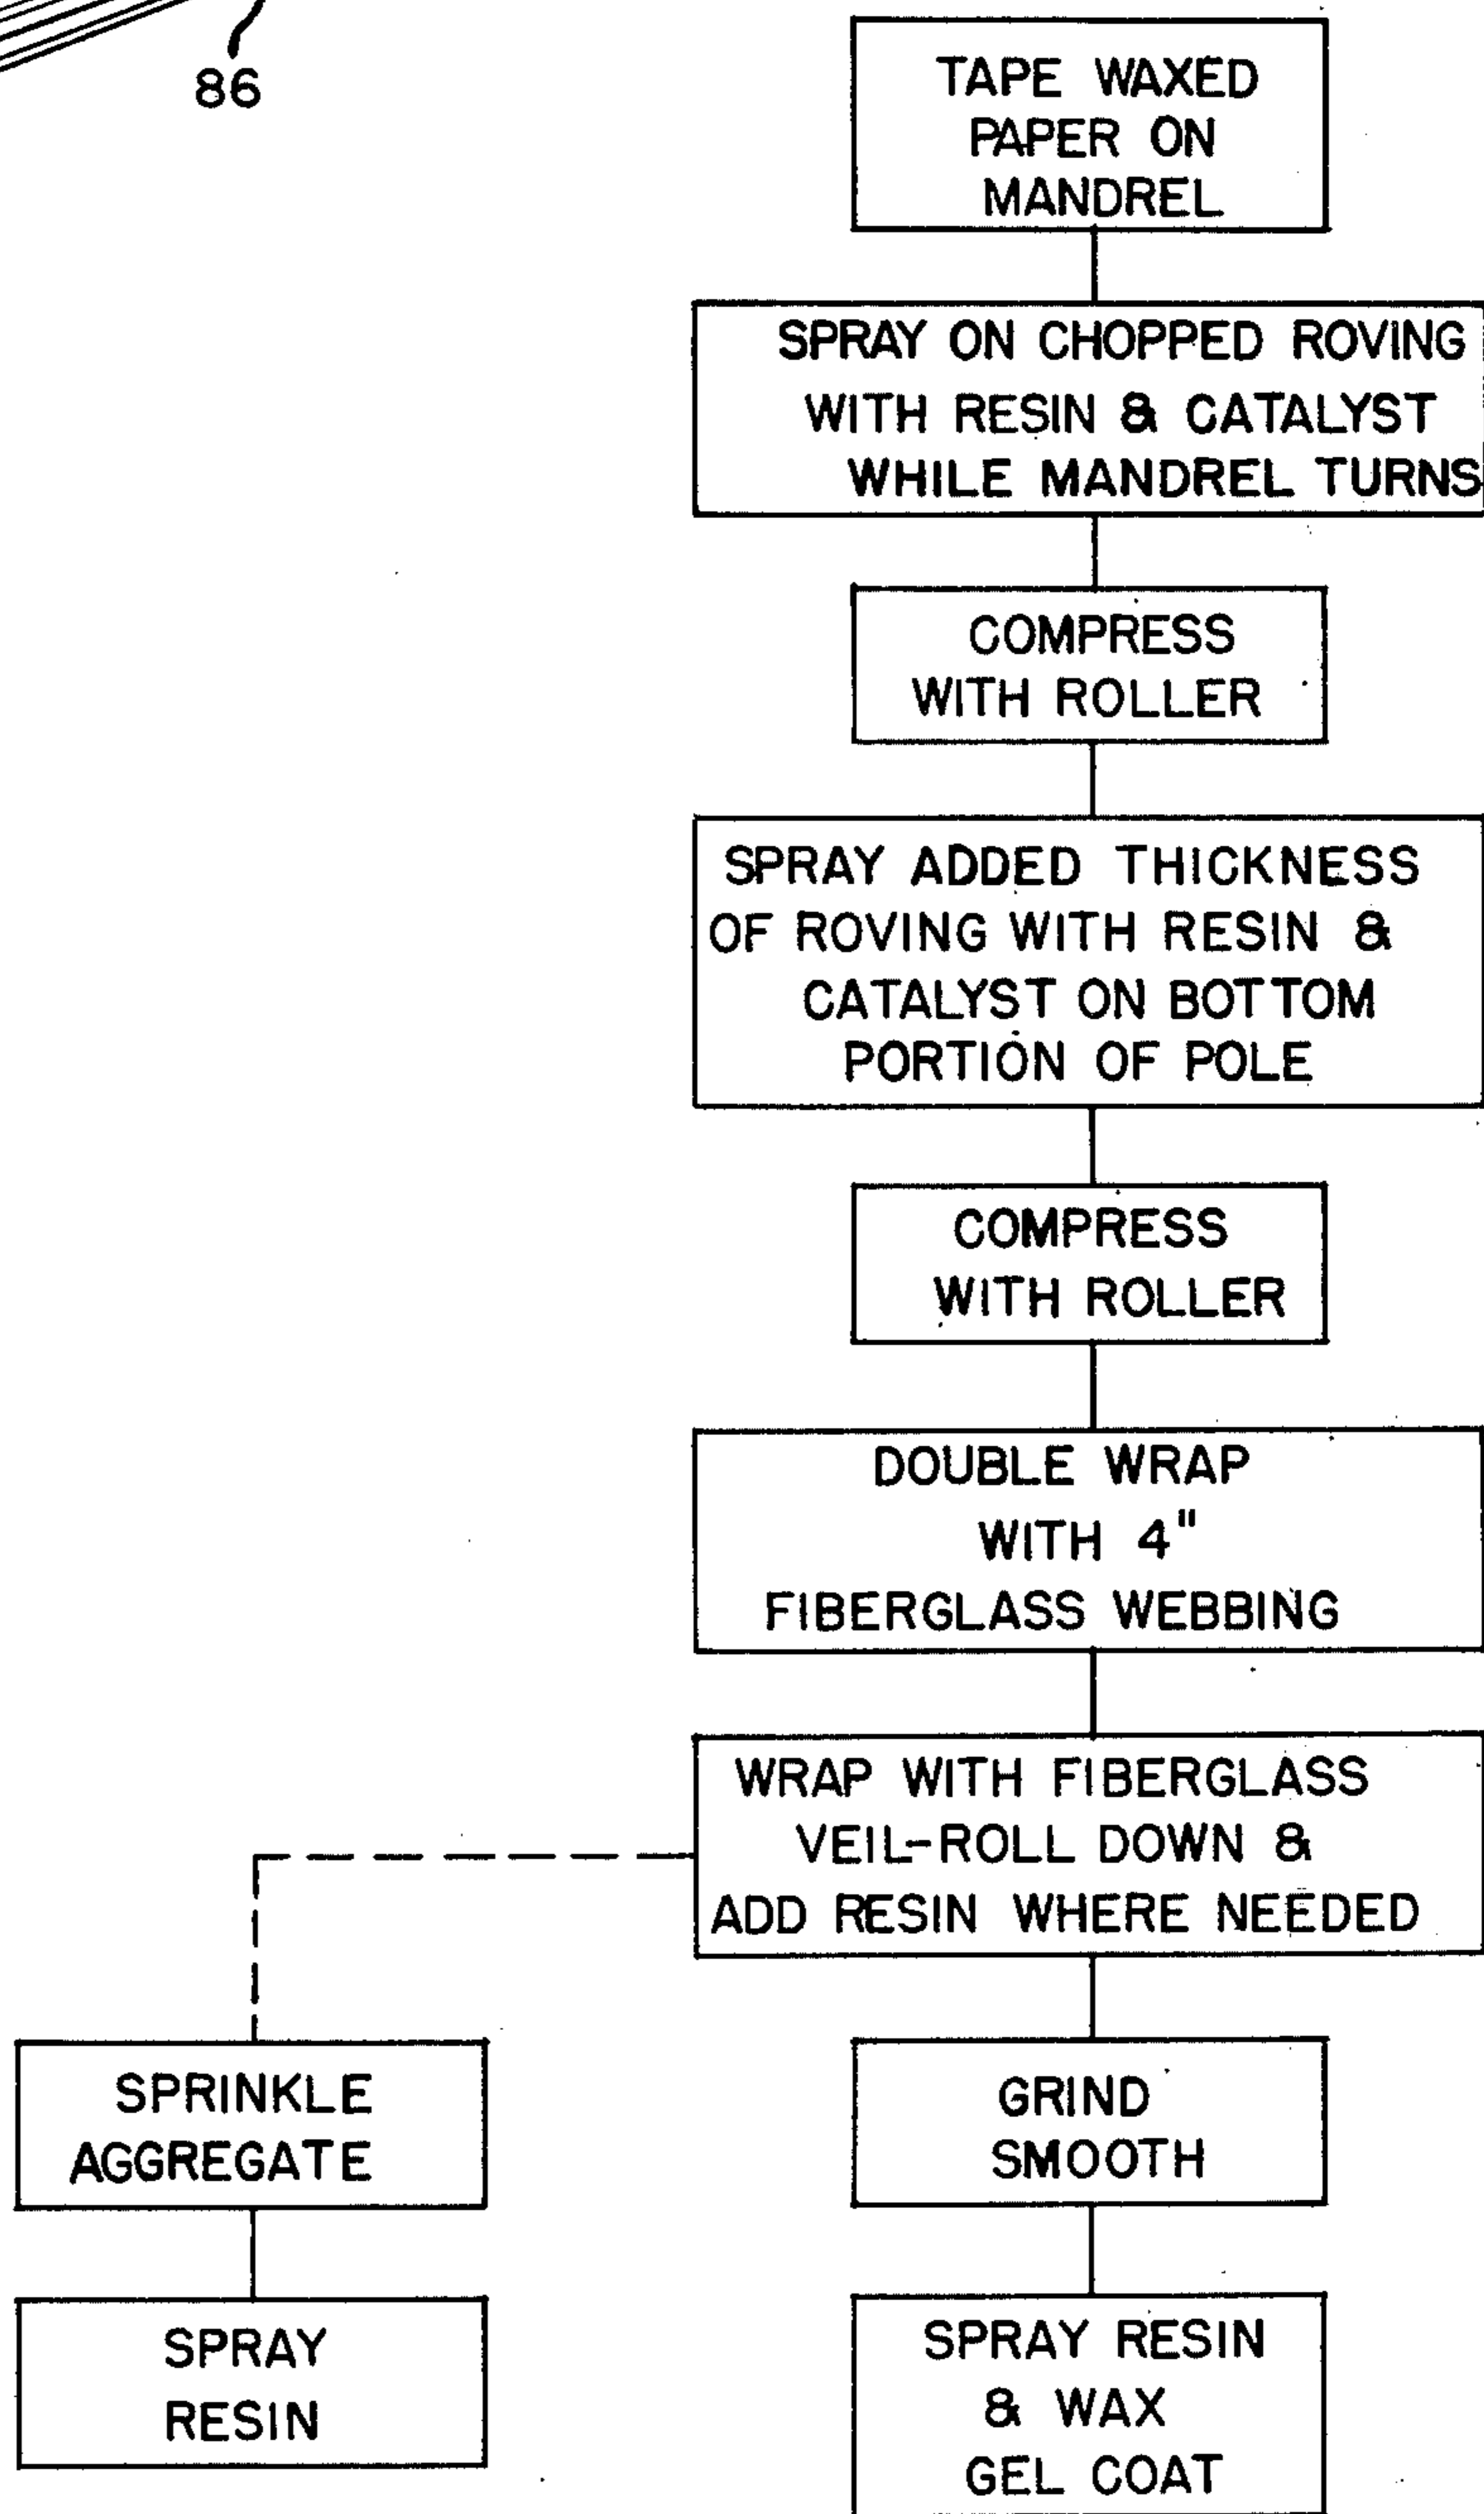 86
TAPE WAXED
PAPER ON
MANDREL
SPRAY ON CHOPPED ROVING
WITH RESIN & CATALYST
WHILE MANDREL TURNS
COMPRESS
WITH ROLLER
SPRAY ADDED THICKNESS
OF ROVING WITH RESIN &
CATALYST ON BOTTOM
PORTION OF POLE
COMPRESS
WITH ROLLER
DOUBLE WRAP
WITH 4"
FIBERGLASS WEBBING
WRAP WITH FIBERGLASS
VEIL-ROLL DOWN &
ADD RESIN WHERE NEEDED
SPRINKLE
AGGREGATE
GRIND
SMOOTH
SPRAY
RESIN
SPRAY RESIN
& WAX
GEL COAT